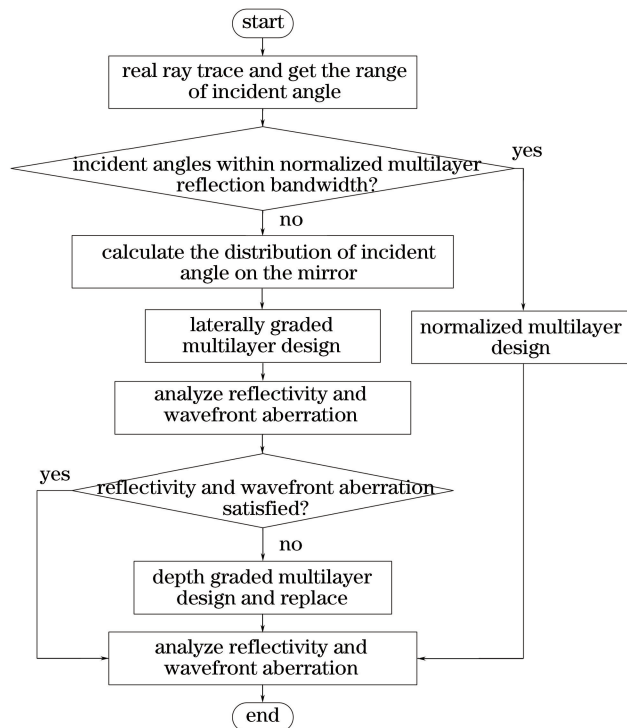 start
real ray trace and get the range
of incident angle
incident angles within normalized multilayer
reflection bandwidth?
yes
no
calculate the distribution of incident
angle on the mirror
laterally graded
multilayer design
normalized multilayer
design
analyze reflectivity and
wavefront aberration
yes
reflectivity and wavefront aberration
satisfied?
no
depth graded multilayer
design and replace
analyze reflectivity and
wavefront aberration
end